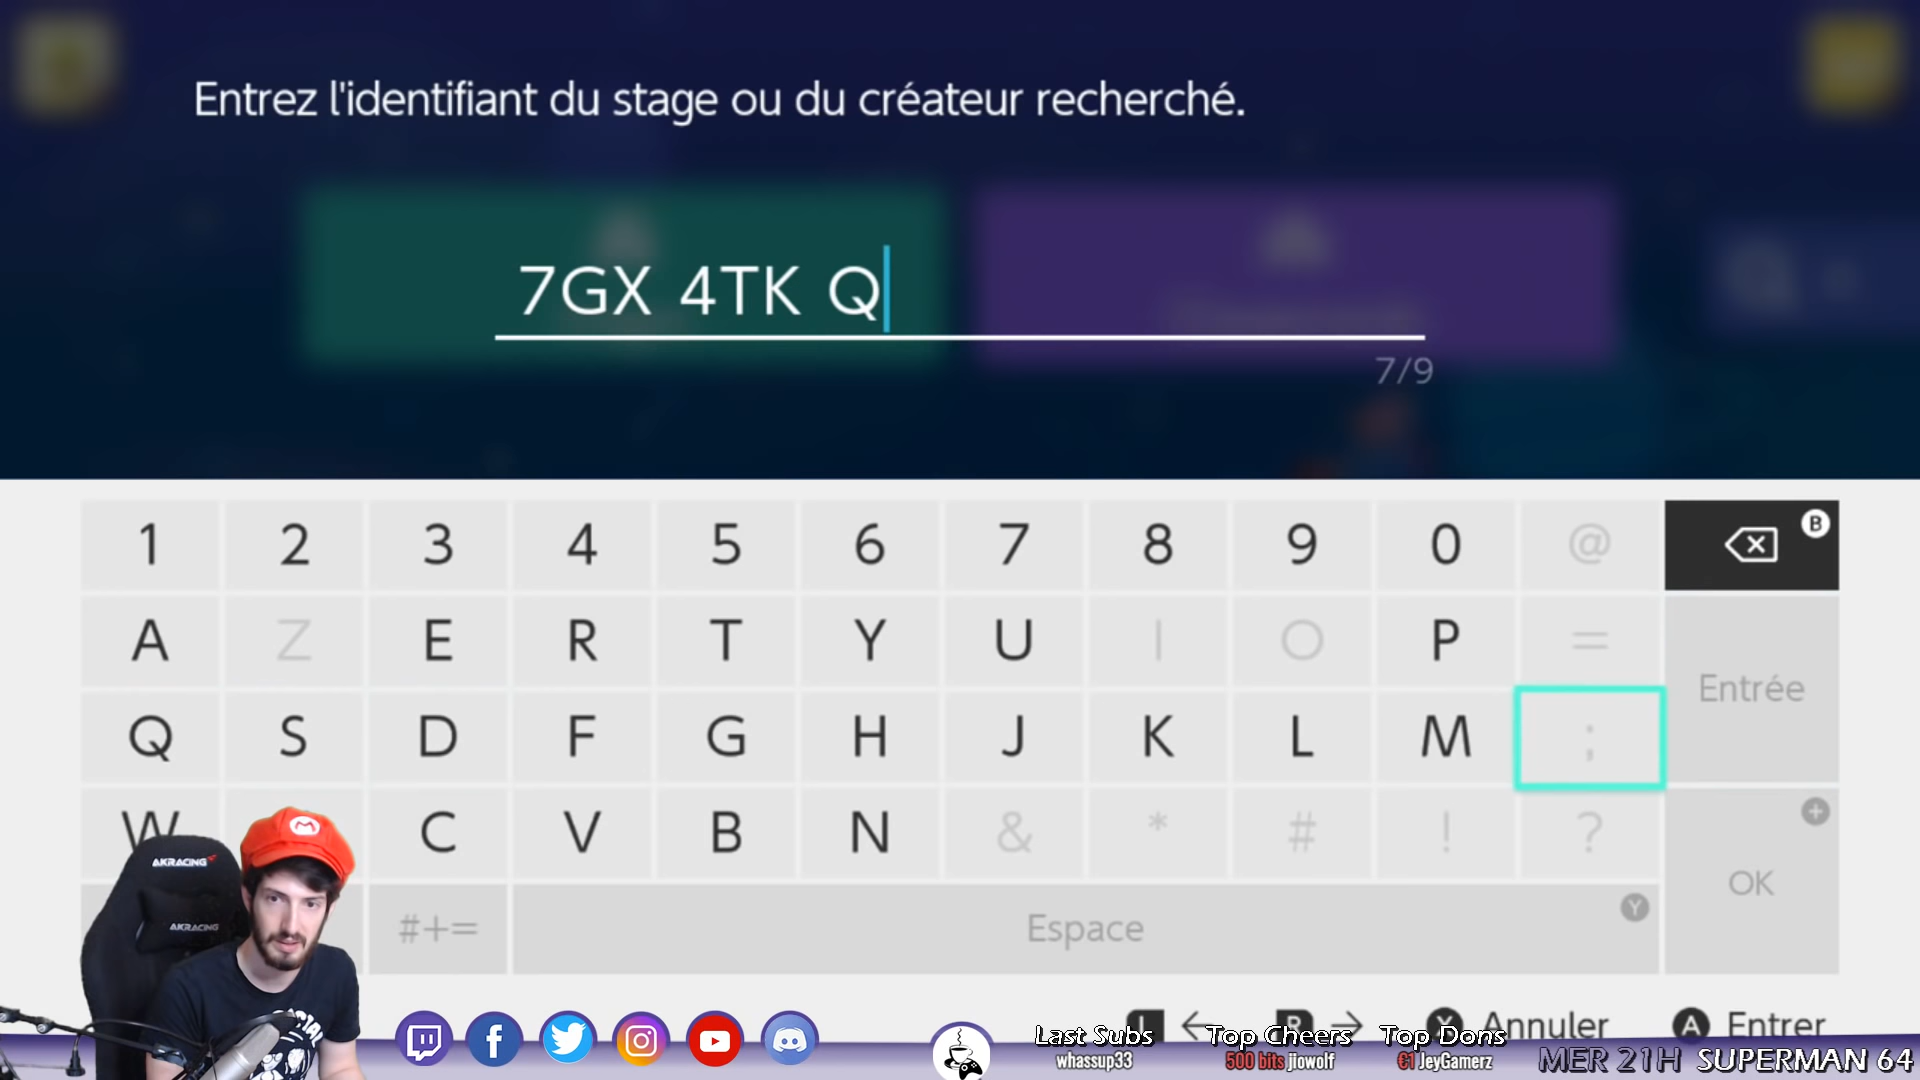 Entrez l'identifiant du stage ou du créateur recherché.
7GX 4TK Q
7/9
1 2 3 4 5 6 7 8 9 0 @ B
A Z E R T Y U I O P =
Entrée
Q S D F G H J K L M ;
W C V B N & * # ! ? +
OK
#+= Espace Y
AKRACING
AKRACING
L ← R → X Annuler A Entrer
Last Subs Top Cheers Top Dons
whassup33 500 bits jiowolf €1 JeyGamerz
MER 21H SUPERMAN 64